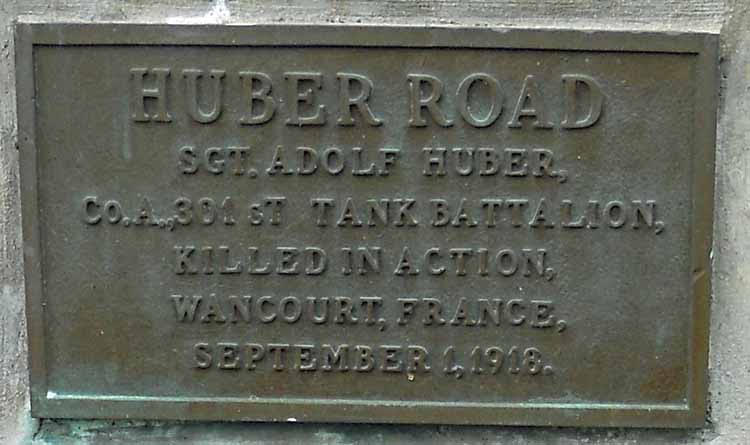 HUBER ROAD
SGT. ADOLF HUBER,
Co. A., 301 ST TANK BATTALION,
KILLED IN ACTION,
WANCOURT, FRANCE,
SEPTEMBER 1, 1918.